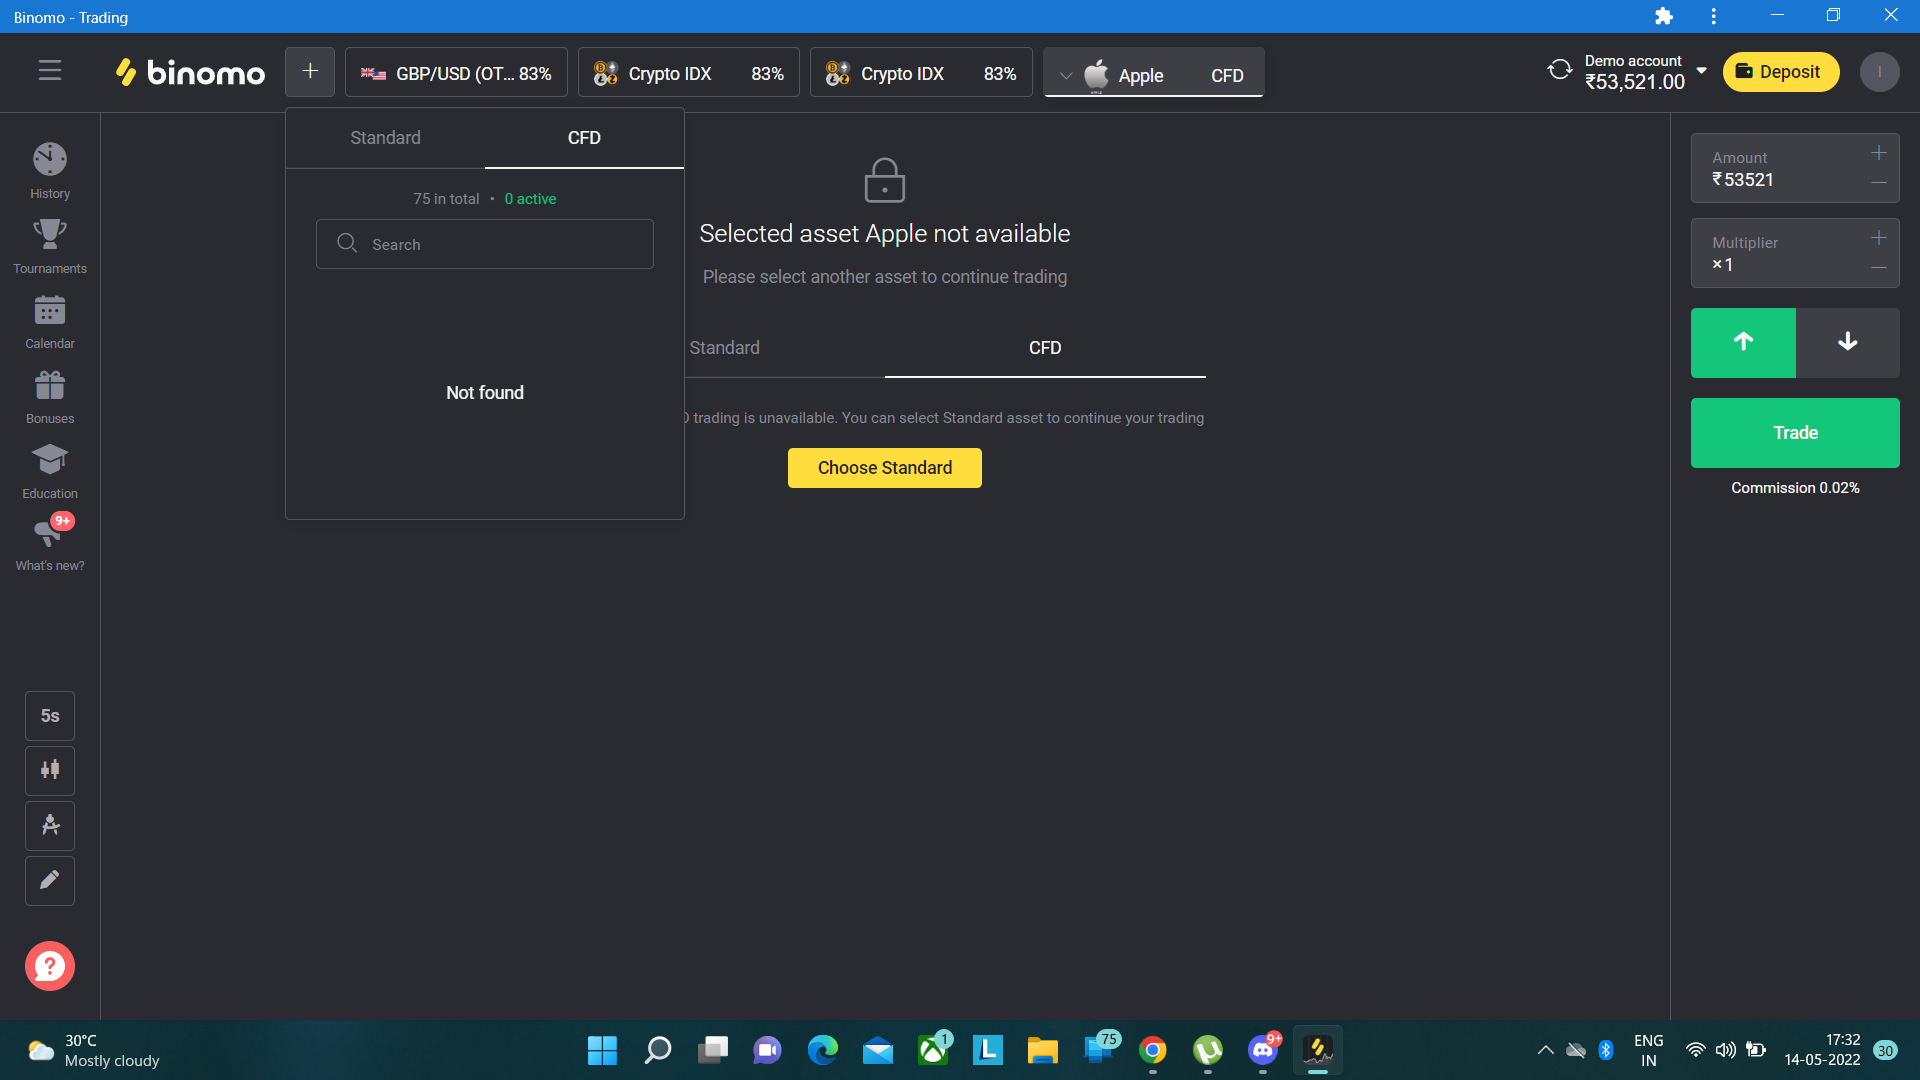 Binomo - Trading
binomo
+
GBP/USD (OT... 83%
Crypto IDX 83%
Crypto IDX 83%
Apple CFD
Demo account
₹53,521.00
Deposit
I
History
Tournaments
Calendar
Bonuses
Education
9+
What's new?
5s
?
Standard CFD
75 in total • 0 active
Search
Not found
Selected asset Apple not available
Please select another asset to continue trading
Standard CFD
trading is unavailable. You can select Standard asset to continue your trading
Choose Standard
Amount
₹53521
Multiplier
×1
Trade
Commission 0.02%
30°C
Mostly cloudy
1
L
75
9+
ENG
IN
17:32
14-05-2022
30